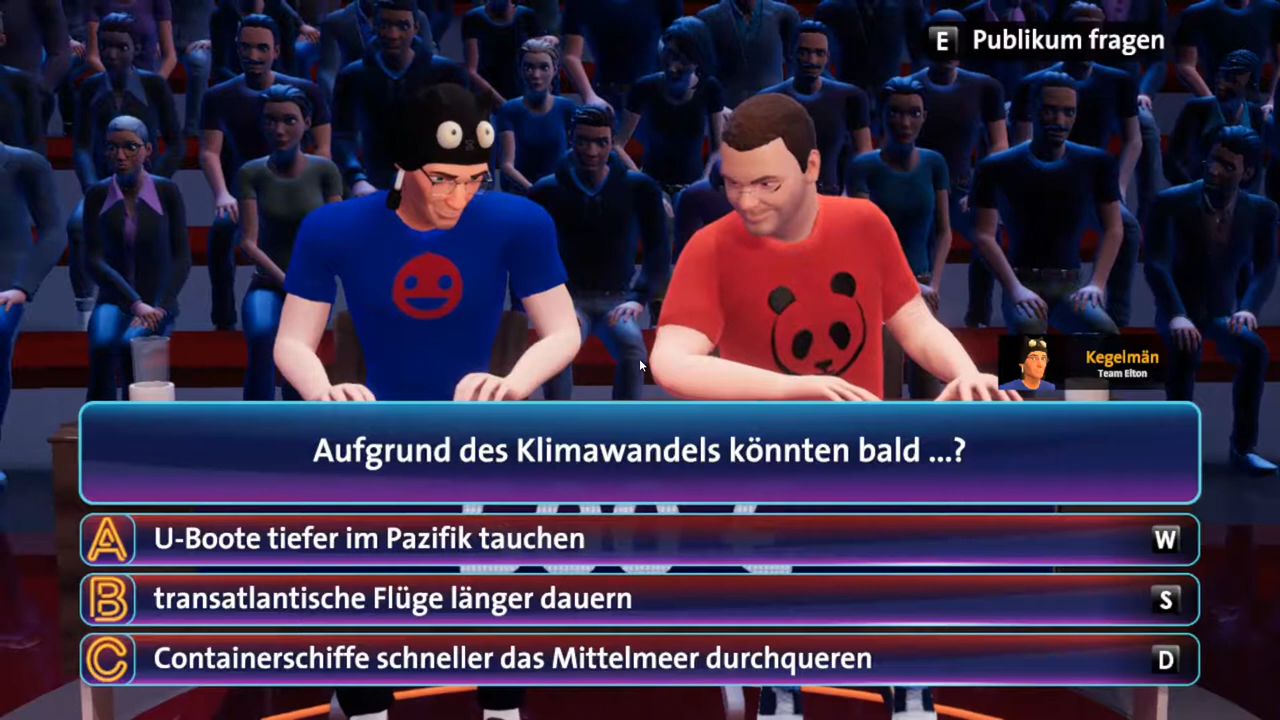 E Publikum fragen
Kegelmän
Team Elton
Aufgrund des Klimawandels könnten bald ...?
A U-Boote tiefer im Pazifik tauchen W
B transatlantische Flüge länger dauern S
C Containerschiffe schneller das Mittelmeer durchqueren D